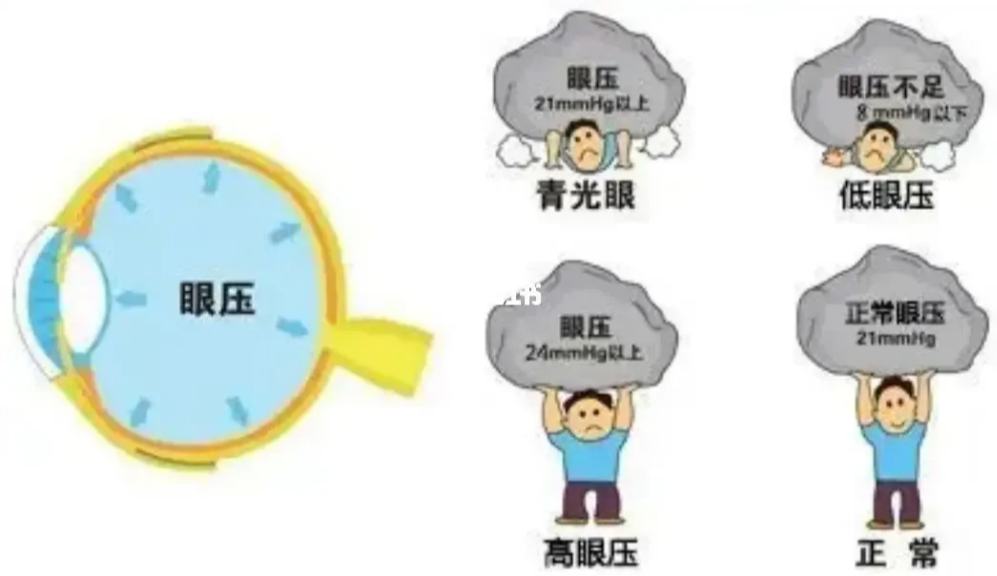 眼压
眼压
21mmHg以上
青光眼
眼压不足
8mmHg以下
低眼压
眼压
24mmHg以上
高眼压
正常眼压
21mmHg
正 常